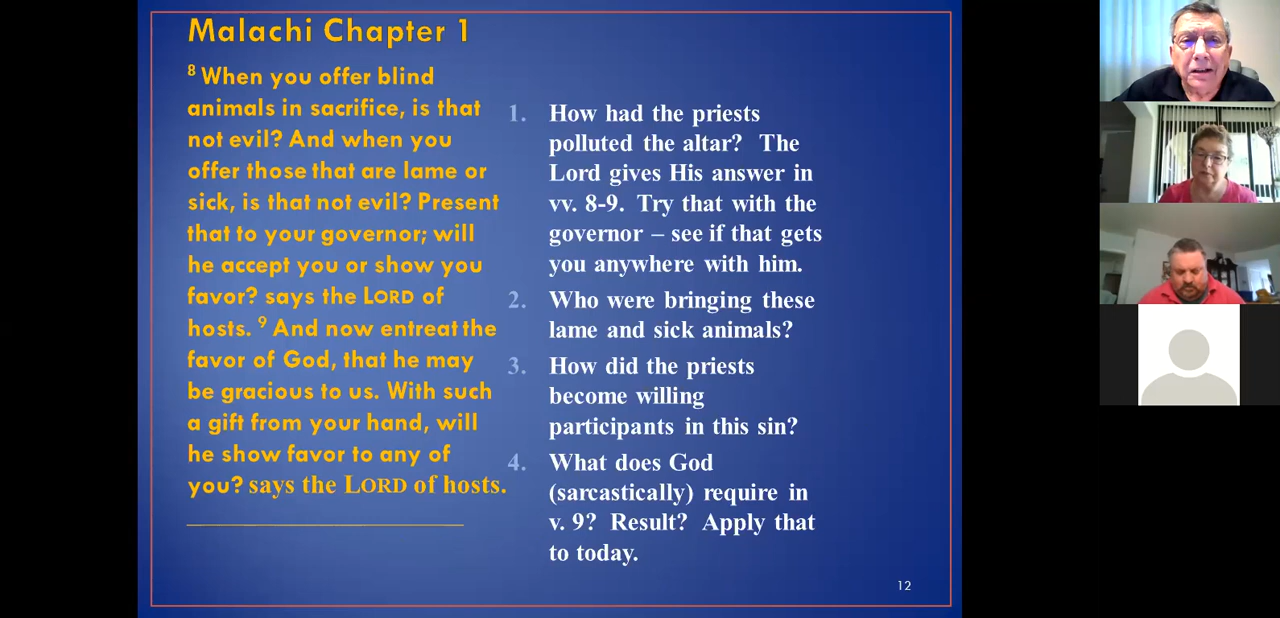 Malachi Chapter 1
8 When you offer blind
animals in sacrifice, is that
not evil? And when you
offer those that are lame or
sick, is that not evil? Present
that to your governor; will
he accept you or show you
favor? says the LORD of
hosts. 9 And now entreat the
favor of God, that he may
be gracious to us. With such
a gift from your hand, will
he show favor to any of
you? says the LORD of hosts.
1. How had the priests
polluted the altar? The
Lord gives His answer in
vv. 8-9. Try that with the
governor – see if that gets
you anywhere with him.
2. Who were bringing these
lame and sick animals?
3. How did the priests
become willing
participants in this sin?
4. What does God
(sarcastically) require in
v. 9? Result? Apply that
to today.
12